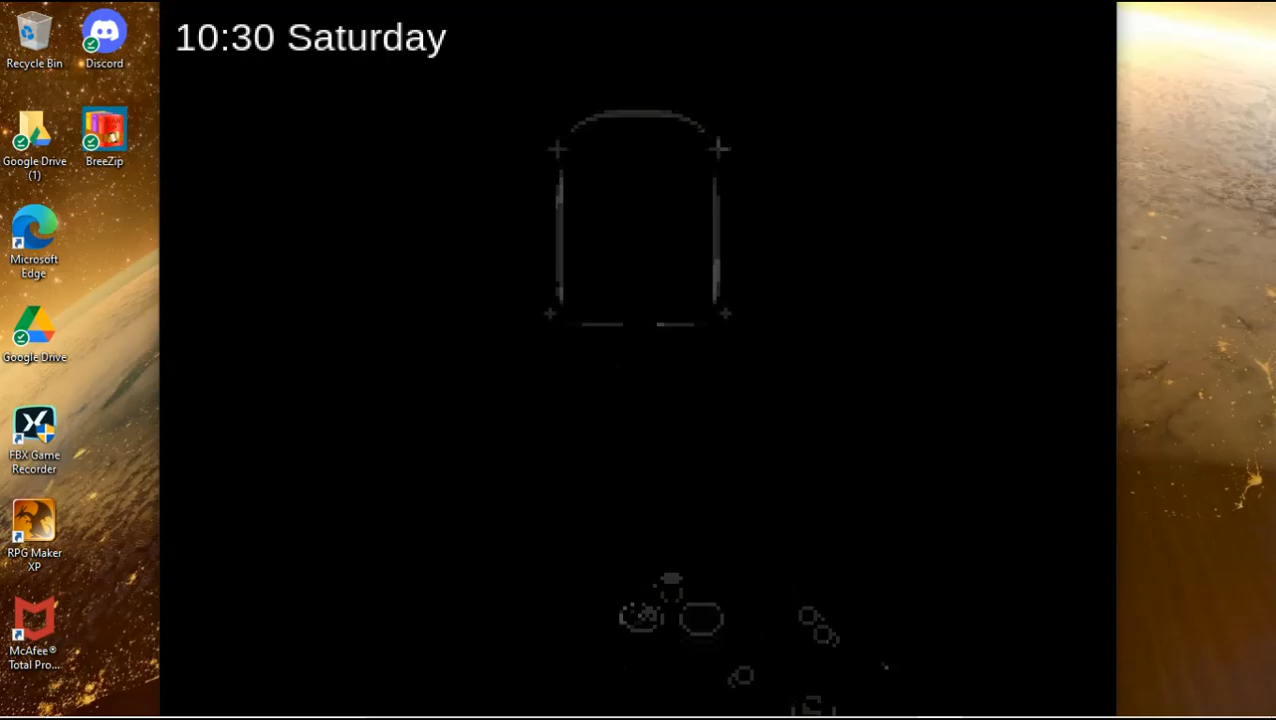 10:30 Saturday
Recycle Bin
Discord
Google Drive
(1)
BreeZip
Microsoft
Edge
Google Drive
FBX Game
Recorder
RPG Maker
XP
McAfee®
Total Pro...